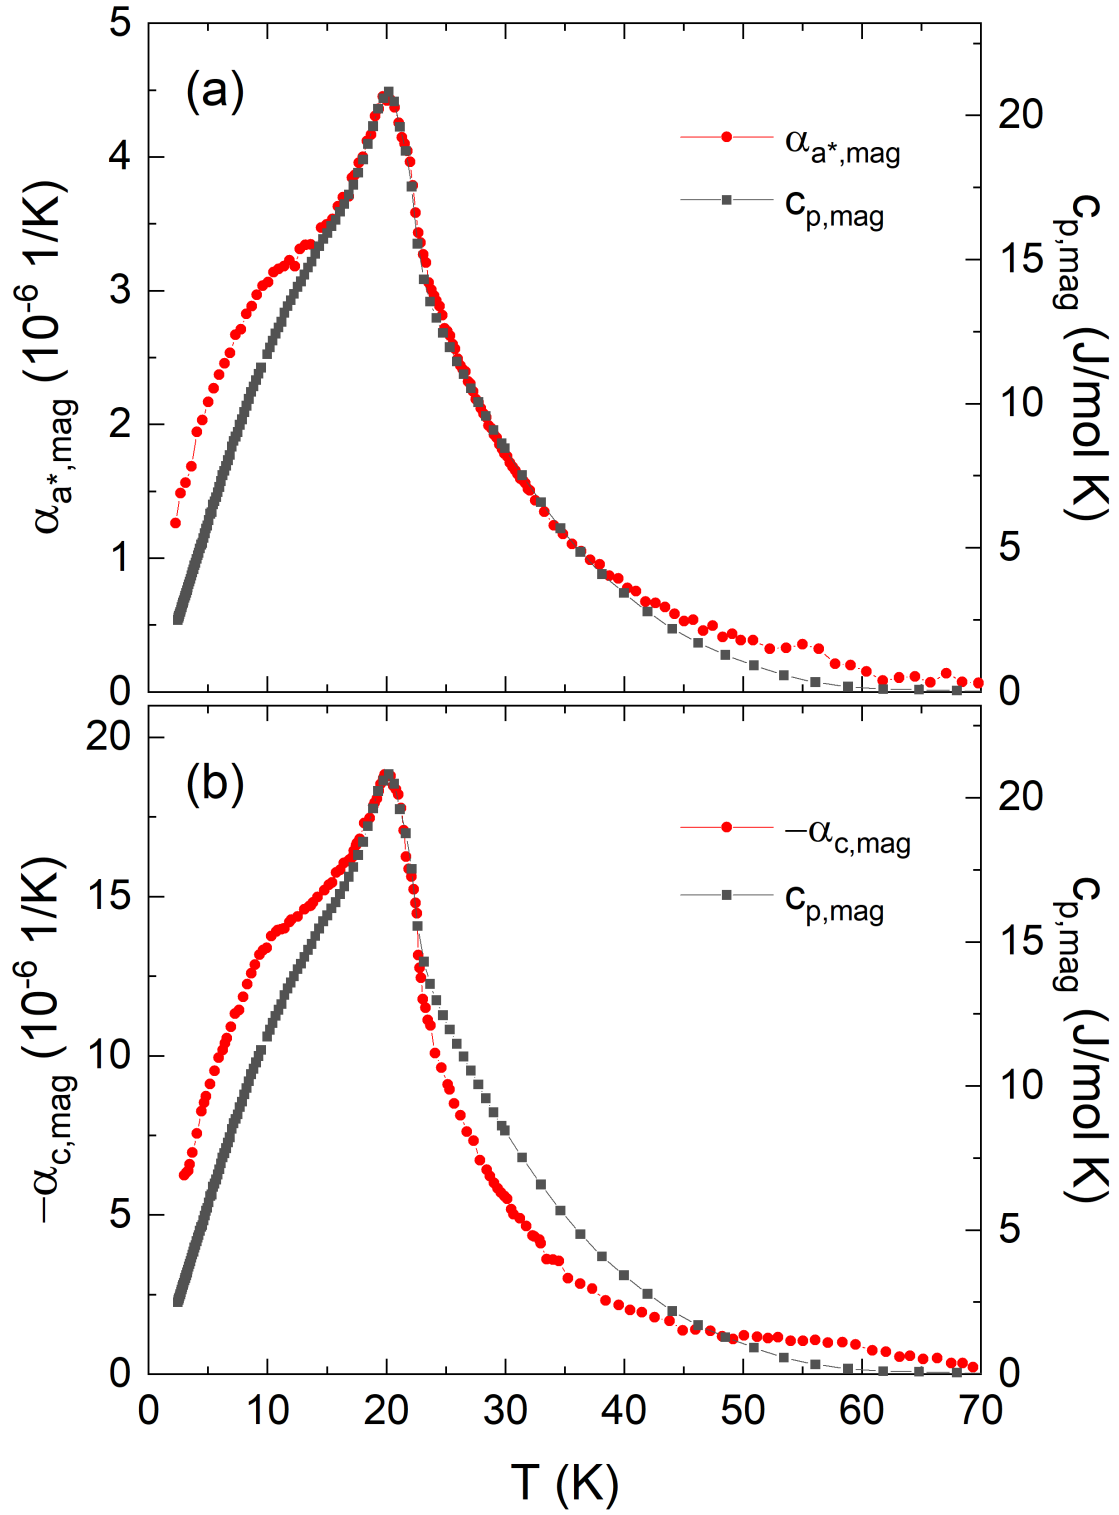 (a)
α_{a*,mag}
c_{p,mag}
α_{a*,mag} (10^{-6} 1/K)
5
4
3
2
1
0
c_{p,mag} (J/mol K)
20
15
10
5
0
(b)
−α_{c,mag}
c_{p,mag}
−α_{c,mag} (10^{-6} 1/K)
20
15
10
5
0
c_{p,mag} (J/mol K)
20
15
10
5
0
0 10 20 30 40 50 60 70
T (K)